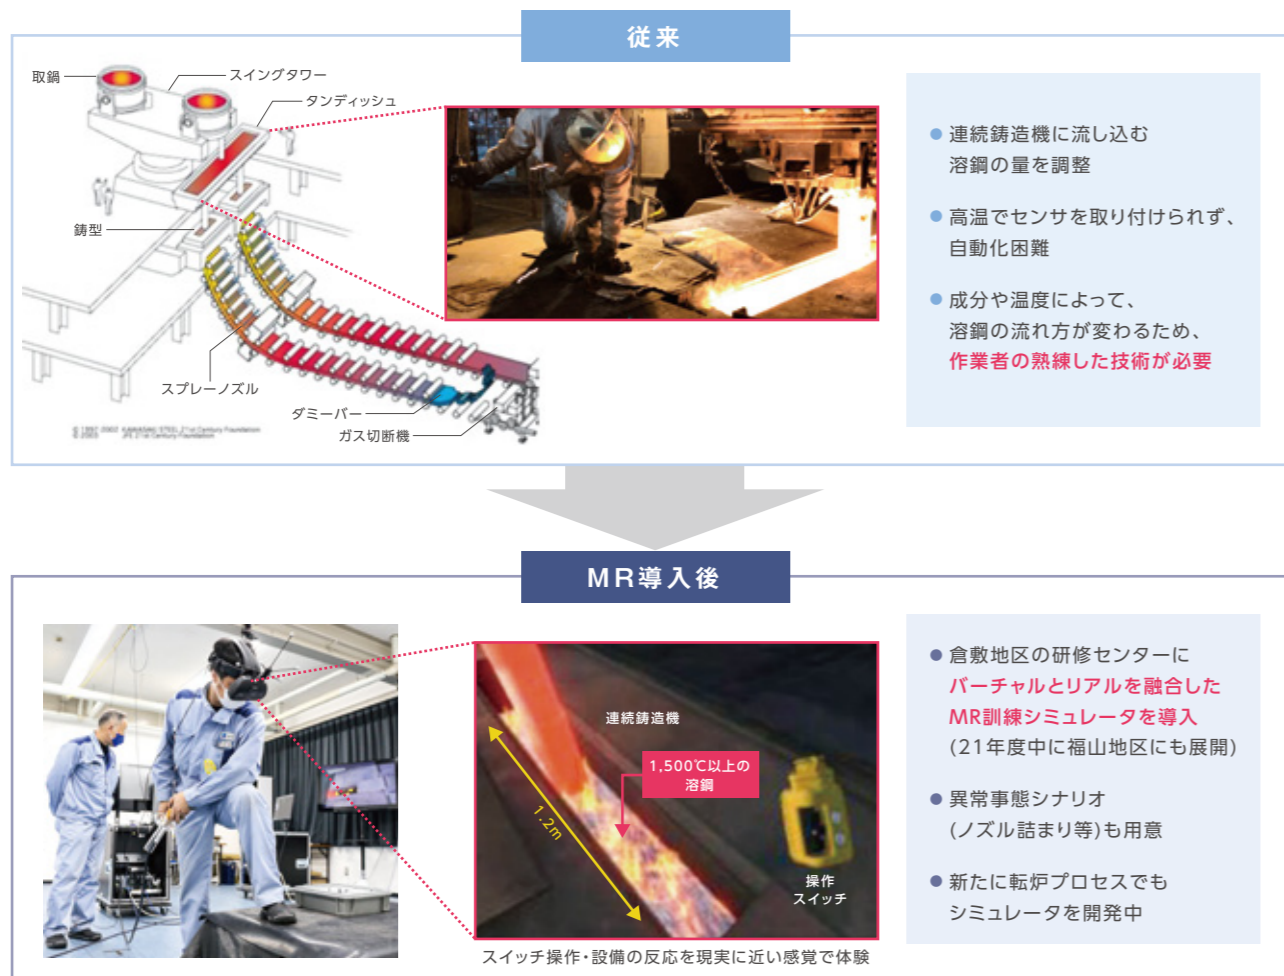 従来
取鍋
スイングタワー
タンディッシュ
鋳型
スプレーノズル
ダミーバー
ガス切断機
© 1997-2002 KAWASAKI STEEL 21st Century Foundation
© 2003 JFE 21st Century Foundation
● 連続鋳造機に流し込む
溶鋼の量を調整
● 高温でセンサを取り付けられず、
自動化困難
● 成分や温度によって、
溶鋼の流れ方が変わるため、
作業者の熟練した技術が必要
MR導入後
連続鋳造機
1,500℃以上の
溶鋼
1.2m
操作
スイッチ
スイッチ操作・設備の反応を現実に近い感覚で体験
● 倉敷地区の研修センターに
バーチャルとリアルを融合した
MR訓練シミュレータを導入
(21年度中に福山地区にも展開)
● 異常事態シナリオ
(ノズル詰まり等)も用意
● 新たに転炉プロセスでも
シミュレータを開発中